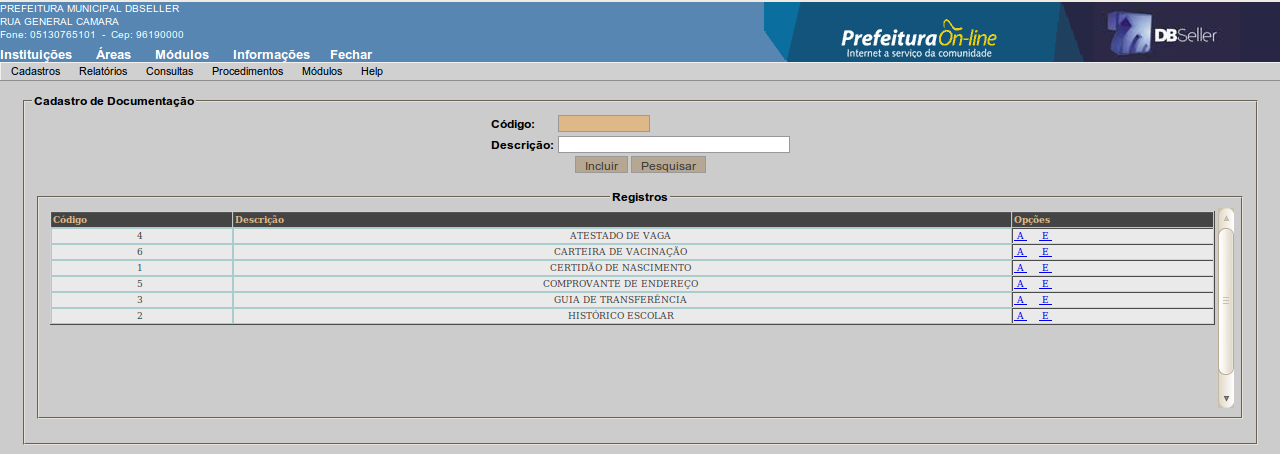 PREFEITURA MUNICIPAL DBSELLER
RUA GENERAL CAMARA
Fone: 05130765101 - Cep: 96190000
Instituições Áreas Módulos Informações Fechar
Prefeitura On-line
Internet a serviço da comunidade
DBSeller
Cadastros Relatórios Consultas Procedimentos Módulos Help
Cadastro de Documentação
Código:
Descrição:
Incluir Pesquisar
Registros
Código Descrição Opções
4 ATESTADO DE VAGA A E
6 CARTEIRA DE VACINAÇÃO A E
1 CERTIDÃO DE NASCIMENTO A E
5 COMPROVANTE DE ENDEREÇO A E
3 GUIA DE TRANSFERÊNCIA A E
2 HISTÓRICO ESCOLAR A E